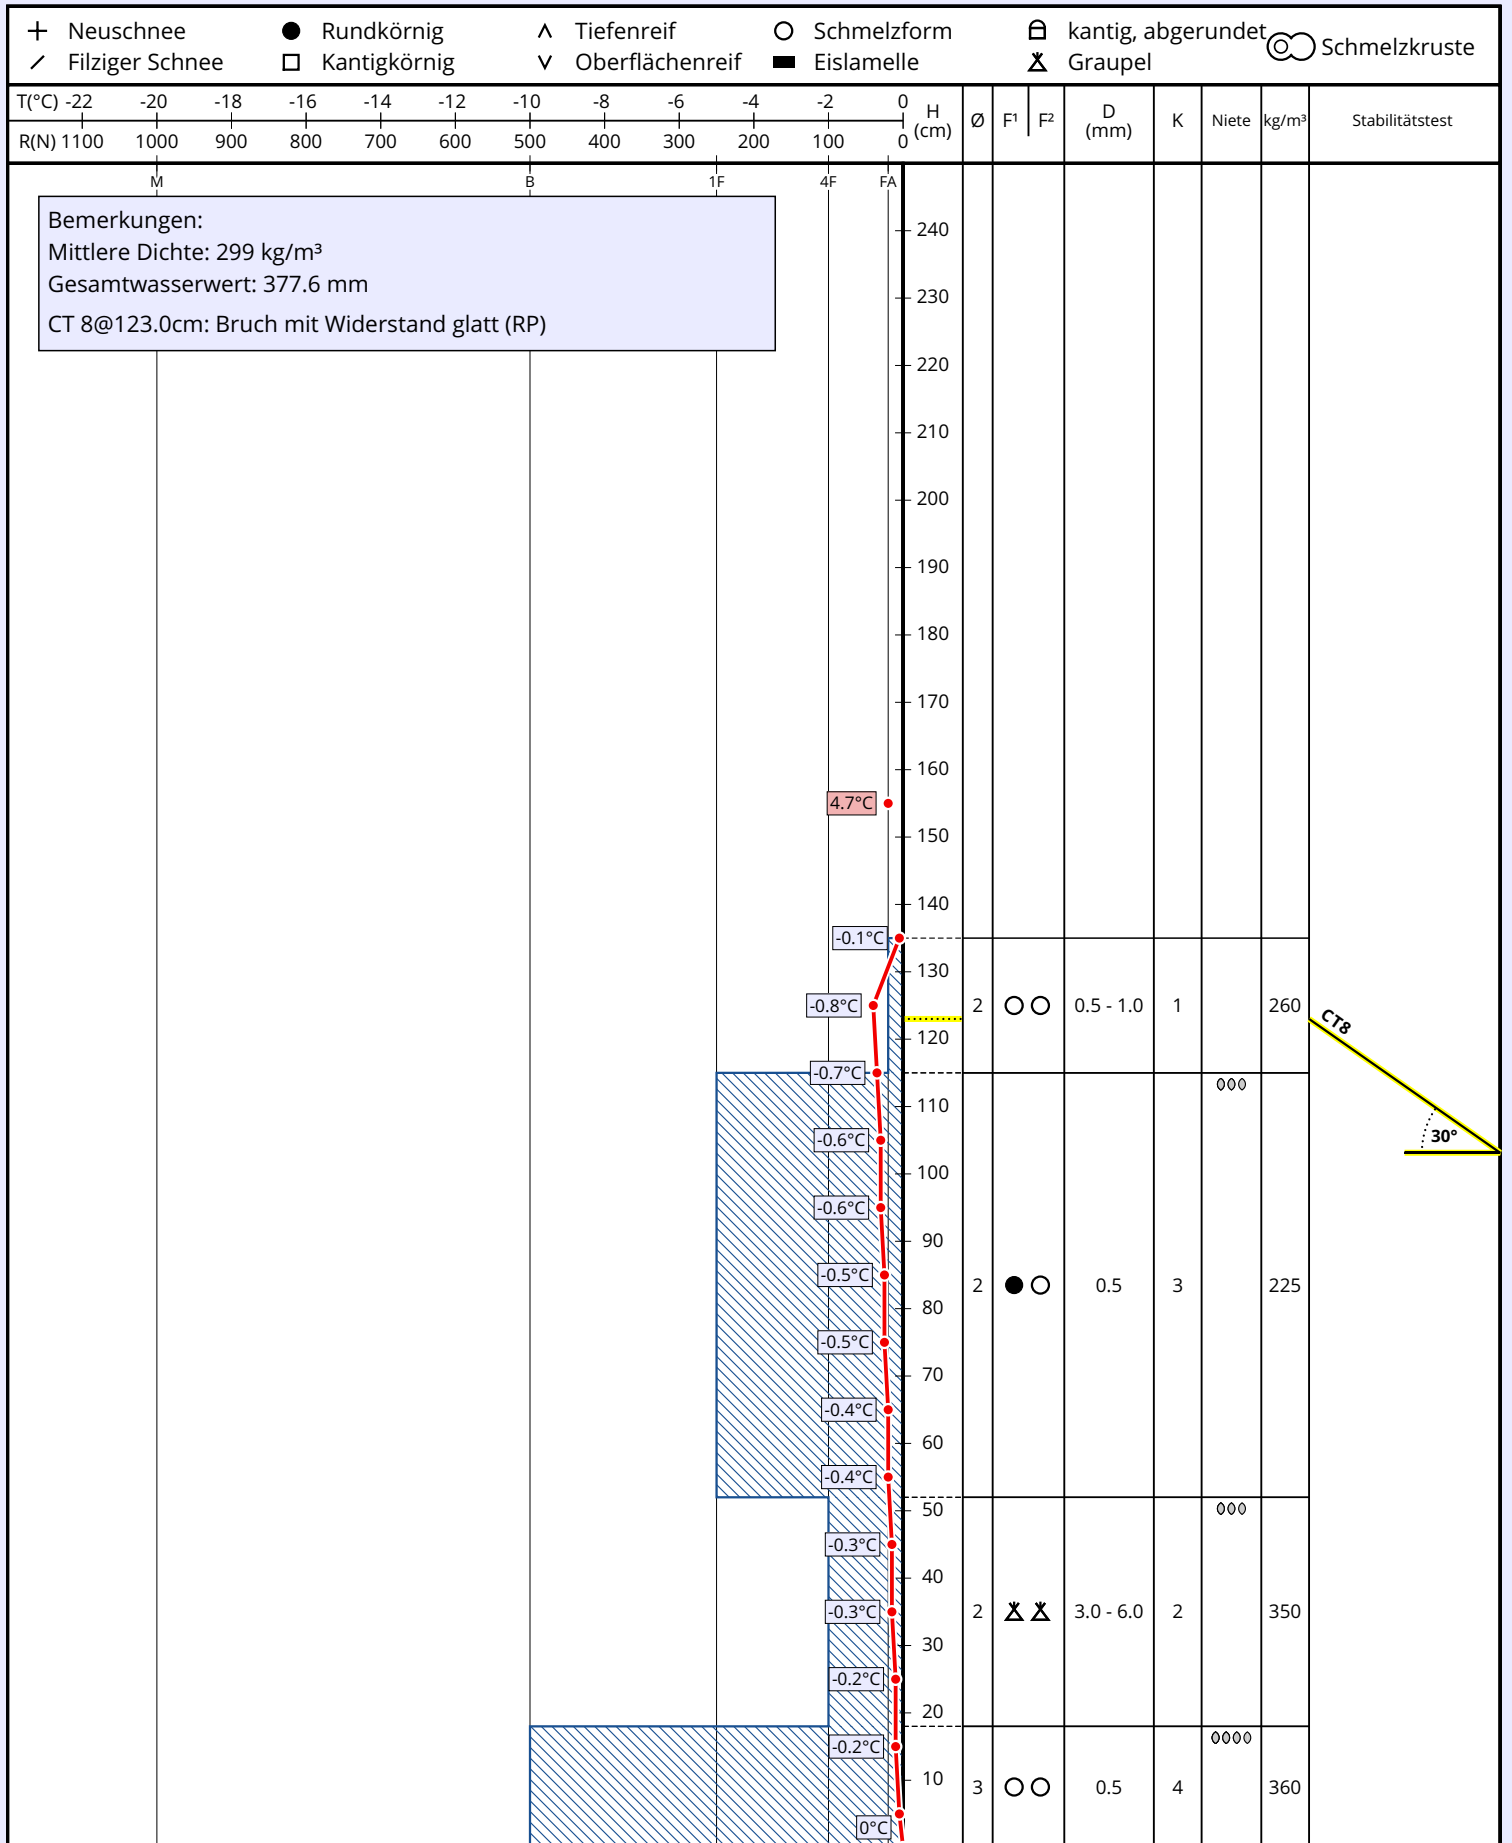 Neuschnee Rundkörnig Tiefenreif Schmelzform kantig, abgerundet Schmelzkruste
Filziger Schnee Kantigkörnig Oberflächenreif Eislamelle Graupel
T(°C) -22 -20 -18 -16 -14 -12 -10 -8 -6 -4 -2 0
R(N) 1100 1000 900 800 700 600 500 400 300 200 100 0
H (cm) Ø F¹ F² D (mm) K Niete kg/m³ Stabilitätstest
M B 1F 4F FA
Bemerkungen:
Mittlere Dichte: 299 kg/m³
Gesamtwasserwert: 377.6 mm
CT 8@123.0cm: Bruch mit Widerstand glatt (RP)
240
230
220
210
200
190
180
170
160
4.7°C
150
140
-0.1°C
130
-0.8°C 2 0.5 - 1.0 1 260
CT8
120
-0.7°C
110
-0.6°C
30°
100
-0.6°C
90
-0.5°C
2 0.5 3 225
80
-0.5°C
70
-0.4°C
60
-0.4°C
50
-0.3°C
40
-0.3°C 2 3.0 - 6.0 2 350
30
-0.2°C
20
-0.2°C
10
3 0.5 4 360
0°C